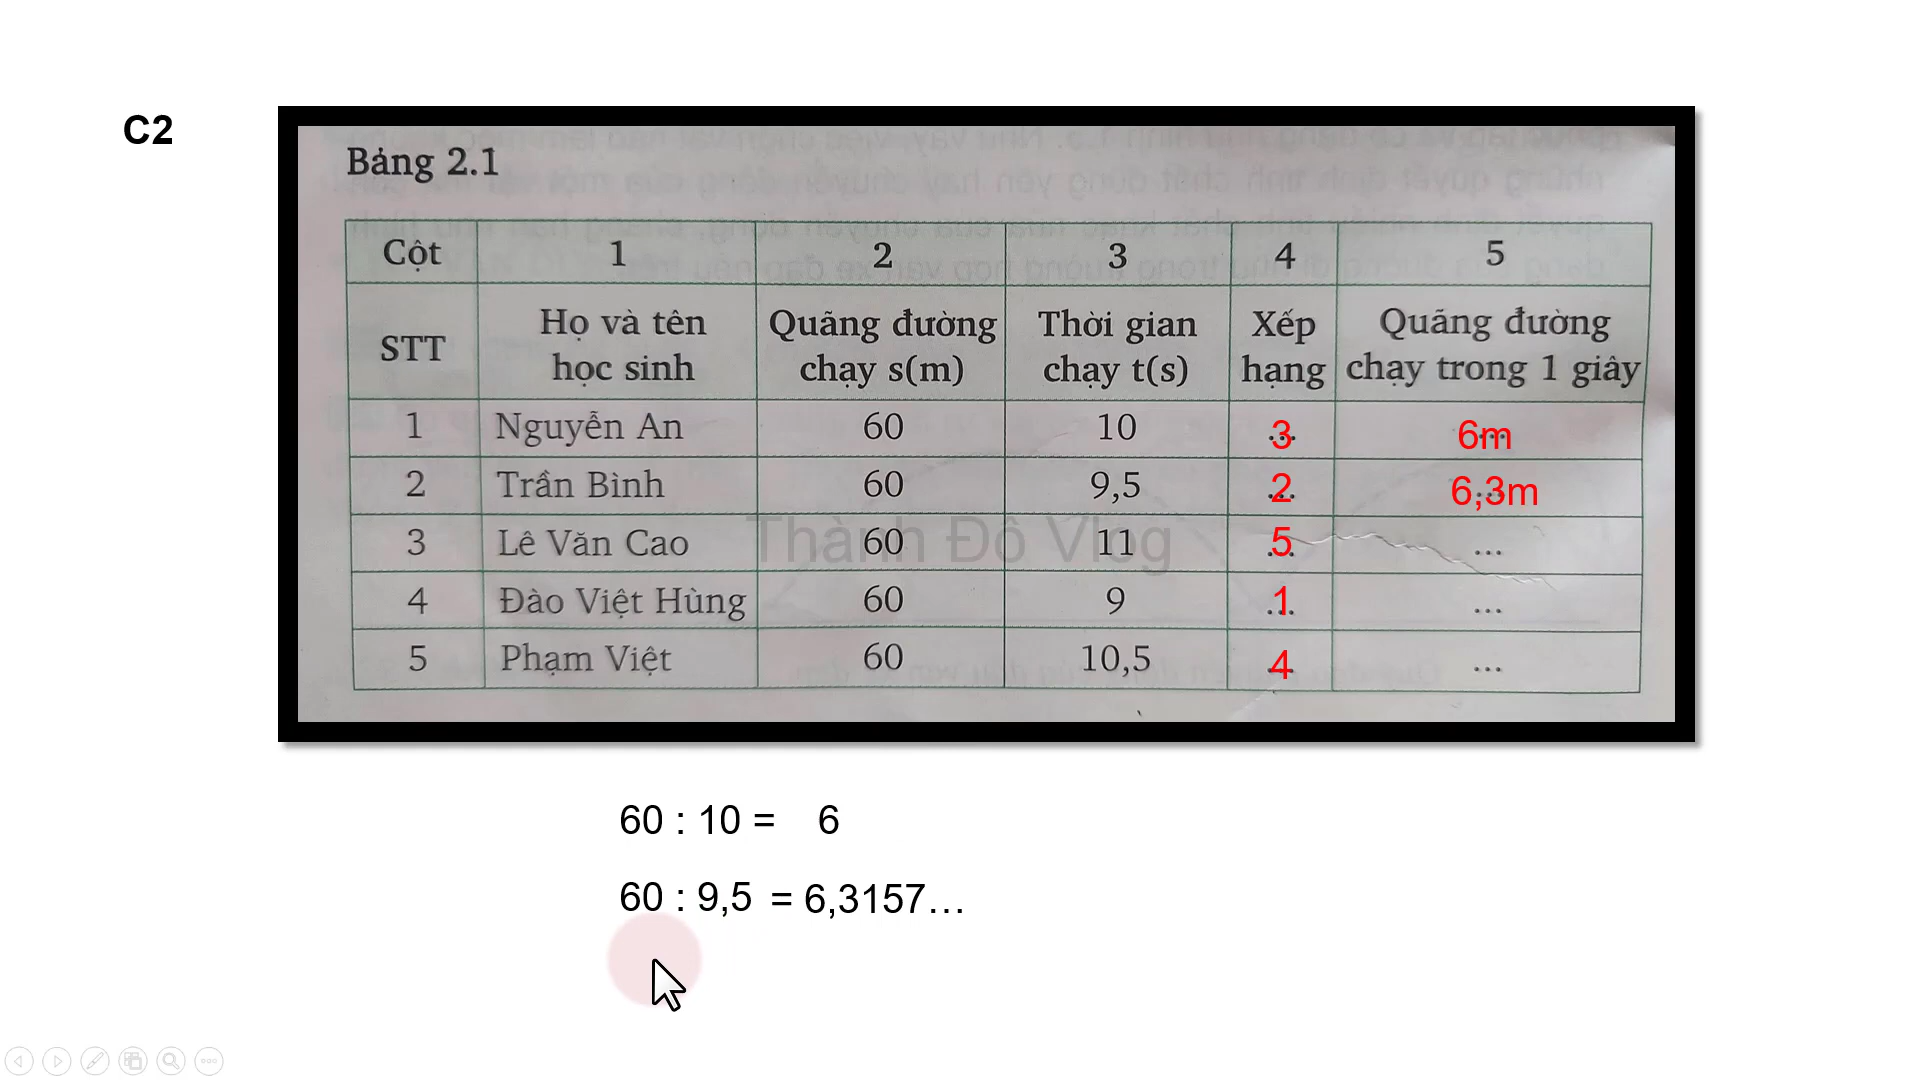 C2
Bảng 2.1
Cột 1 2 3 4 5
STT Họ và tên học sinh Quãng đường chạy s(m) Thời gian chạy t(s) Xếp hạng Quãng đường chạy trong 1 giây
1 Nguyễn An 60 10 3 6m
2 Trần Bình 60 9,5 2 6,3m
3 Lê Văn Cao 60 11 5 ...
4 Đào Việt Hùng 60 9 1 ...
5 Phạm Việt 60 10,5 4 ...
Thành Đô Vlog
60 : 10 = 6
60 : 9,5 = 6,3157…